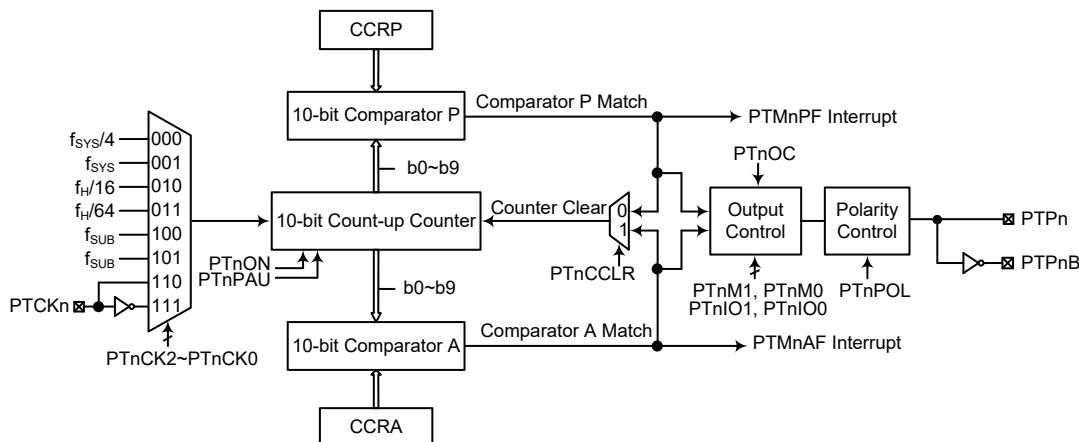 CCRP
10-bit Comparator P
Comparator P Match
PTMnPF Interrupt
b0~b9
fSYS/4
000
fSYS
001
fH/16
010
fH/64
011
fSUB
100
fSUB
101
110
111
PTCKn
PTnCK2~PTnCK0
10-bit Count-up Counter
PTnON
PTnPAU
Counter Clear
0
1
PTnCCLR
PTnOC
Output
Control
PTnM1, PTnM0
PTnIO1, PTnIO0
Polarity
Control
PTnPOL
PTPn
PTPnB
b0~b9
10-bit Comparator A
Comparator A Match
PTMnAF Interrupt
CCRA